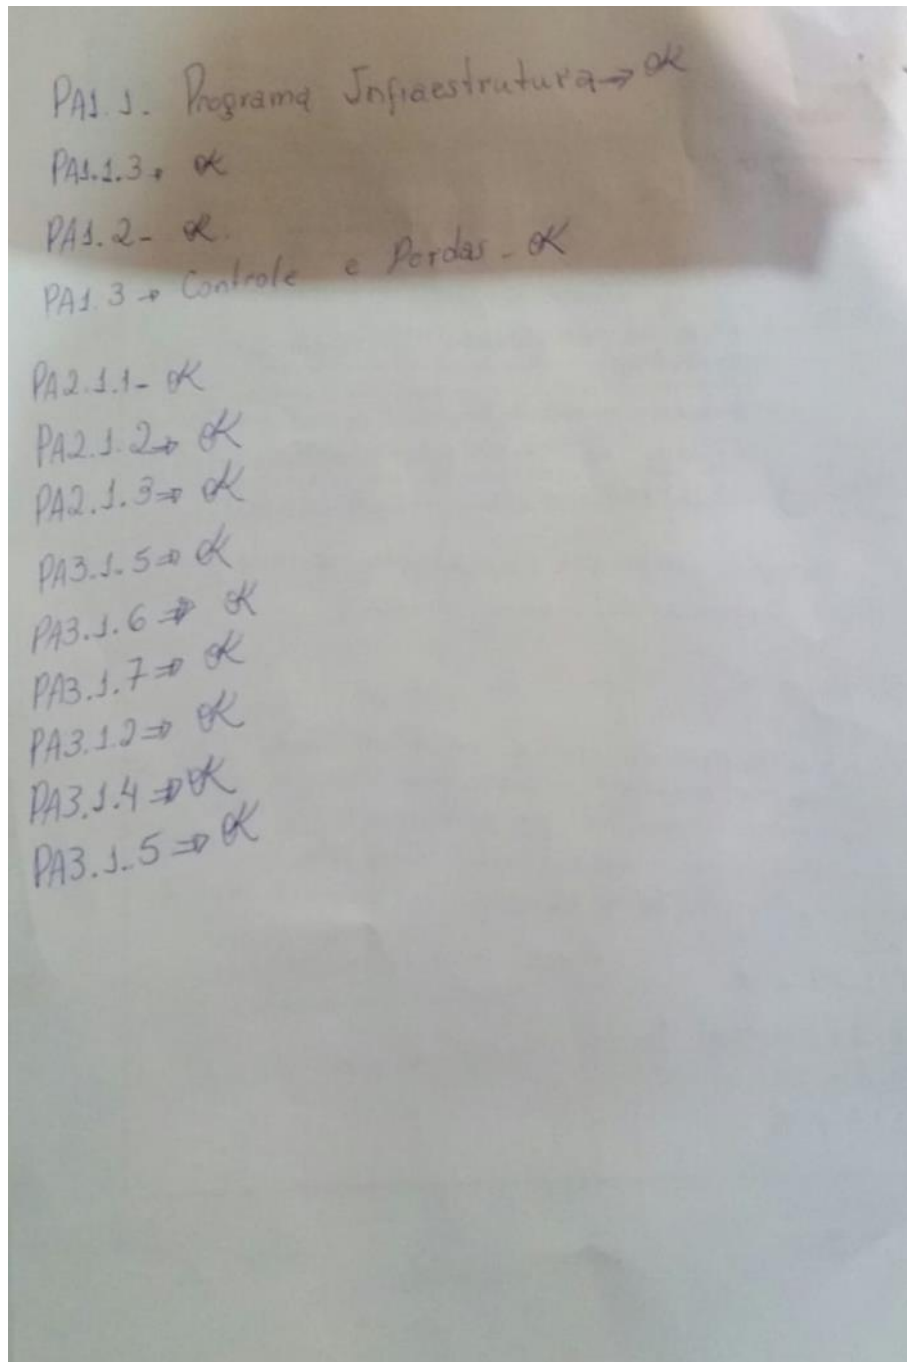 PA1.1. Programa Infraestrutura → OK
PA1.1.3. OK
PA1.2- OK
PA1.3 → Controle e Perdas - OK
PA2.1.1- OK
PA2.1.2 → OK
PA2.1.3 ⇒ OK
PA3.1.5 ⇒ OK
PA3.1.6 ⇒ OK
PA3.1.7 ⇒ OK
PA3.1.2 ⇒ OK
PA3.1.4 ⇒ OK
PA3.1.5 ⇒ OK